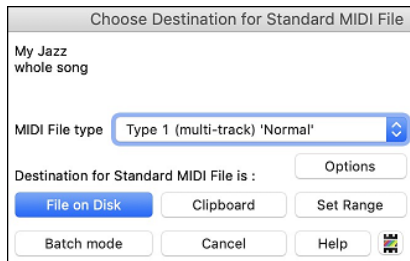 Choose Destination for Standard MIDI File
My Jazz
whole song
MIDI File type Type 1 (multi-track) 'Normal'
Options
Destination for Standard MIDI File is :
File on Disk Clipboard Set Range
Batch mode Cancel Help